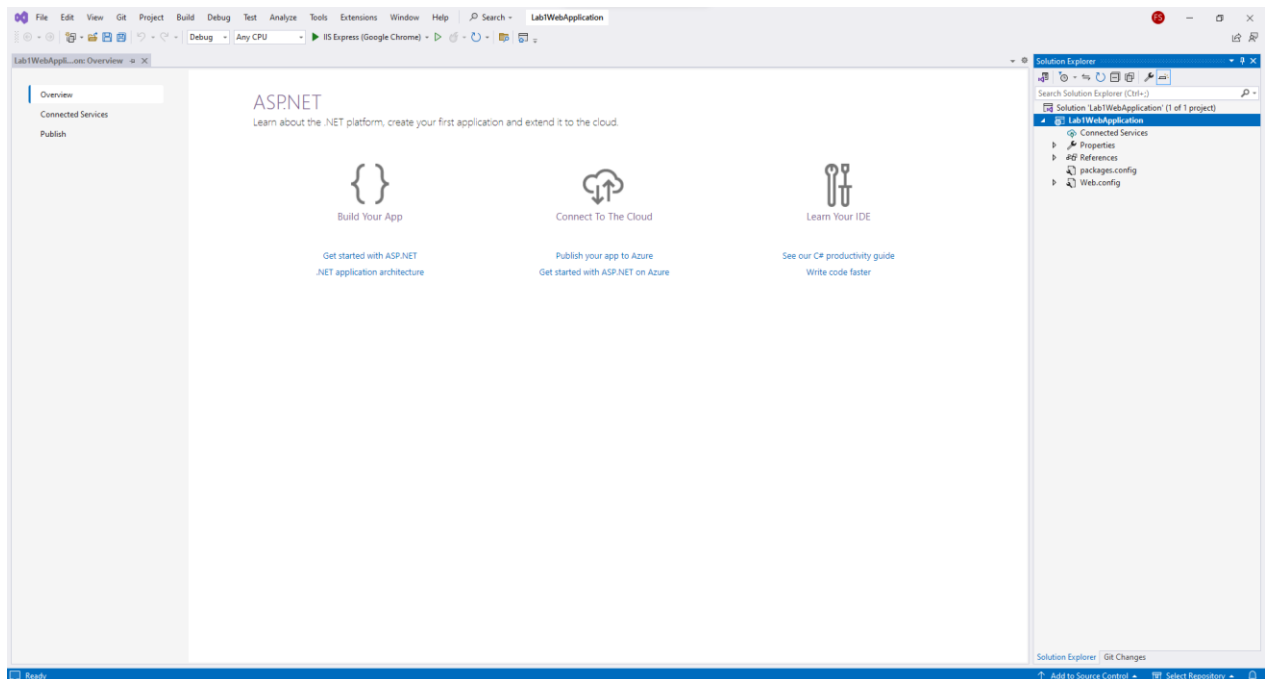 File Edit View Git Project Build Debug Test Analyze Tools Extensions Window Help Search Lab1WebApplication FS
Debug Any CPU IIS Express (Google Chrome)
Lab1WebAppli...on: Overview
Overview
Connected Services
Publish
ASP.NET
Learn about the .NET platform, create your first application and extend it to the cloud.
Build Your App
Connect To The Cloud
Learn Your IDE
Get started with ASP.NET
Publish your app to Azure
See our C# productivity guide
.NET application architecture
Get started with ASP.NET on Azure
Write code faster
Solution Explorer
Search Solution Explorer (Ctrl+;)
Solution 'Lab1WebApplication' (1 of 1 project)
Lab1WebApplication
Connected Services
Properties
References
packages.config
Web.config
Solution Explorer Git Changes
Ready Add to Source Control Select Repository